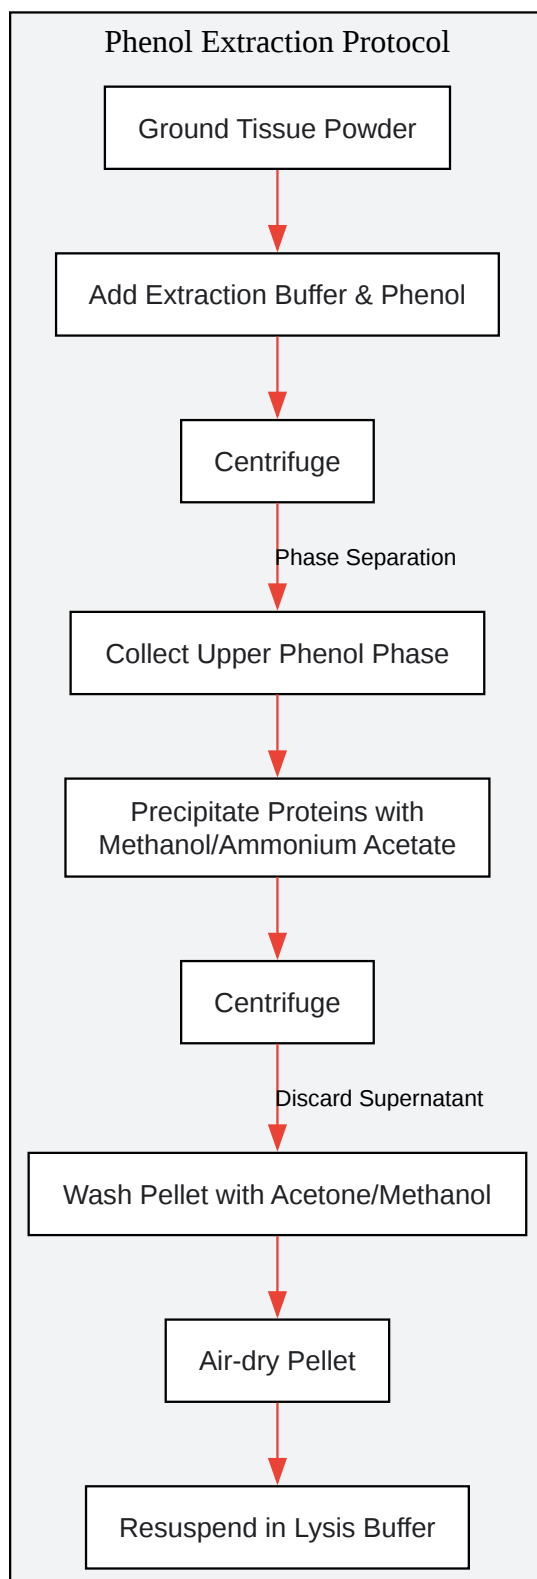 Phenol Extraction Protocol
Ground Tissue Powder
Add Extraction Buffer & Phenol
Centrifuge
Phase Separation
Collect Upper Phenol Phase
Precipitate Proteins with
Methanol/Ammonium Acetate
Centrifuge
Discard Supernatant
Wash Pellet with Acetone/Methanol
Air-dry Pellet
Resuspend in Lysis Buffer